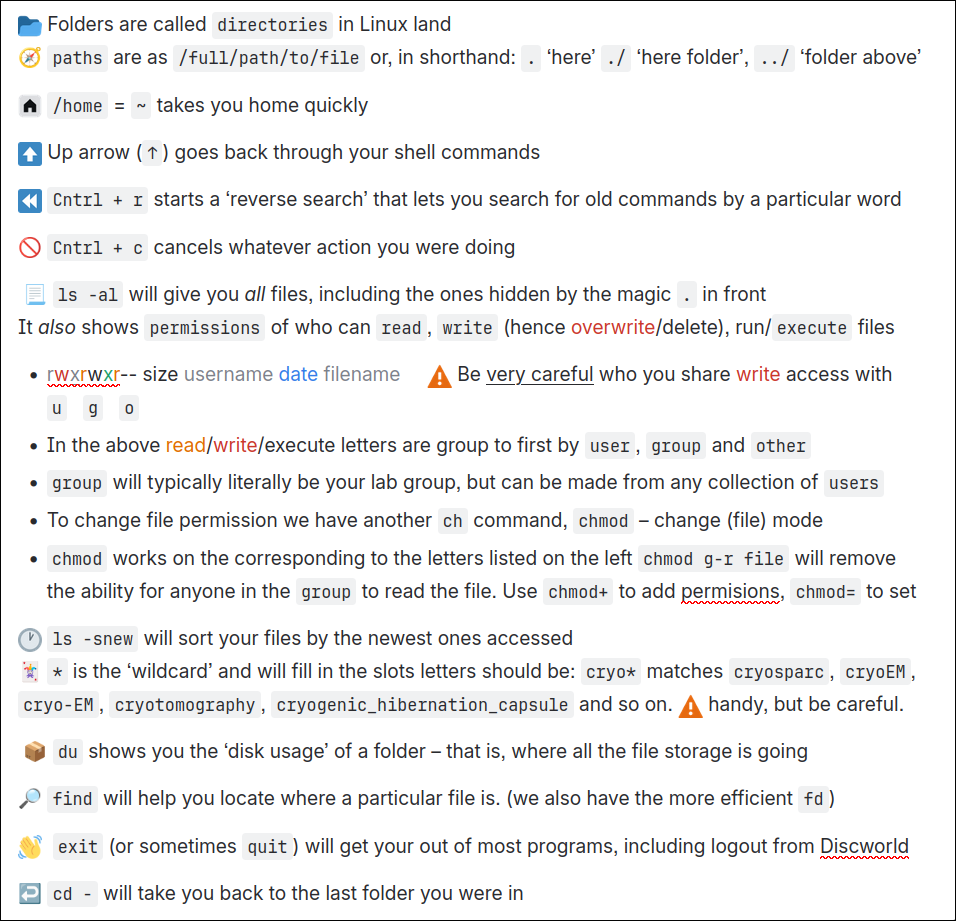 Folders are called directories in Linux land
paths are as /full/path/to/file or, in shorthand: . ‘here’ ./ ‘here folder’, ../ ‘folder above’
/home = ~ takes you home quickly
Up arrow (↑) goes back through your shell commands
Cntrl + r starts a ‘reverse search’ that lets you search for old commands by a particular word
Cntrl + c cancels whatever action you were doing
ls -al will give you all files, including the ones hidden by the magic . in front
It also shows permissions of who can read, write (hence overwrite/delete), run/execute files
• rwxrwxr-- size username date filename ⚠ Be very careful who you share write access with
u g o
• In the above read/write/execute letters are group to first by user, group and other
• group will typically literally be your lab group, but can be made from any collection of users
• To change file permission we have another ch command, chmod – change (file) mode
• chmod works on the corresponding to the letters listed on the left chmod g-r file will remove
the ability for anyone in the group to read the file. Use chmod+ to add permisions, chmod= to set
ls -snew will sort your files by the newest ones accessed
* is the ‘wildcard’ and will fill in the slots letters should be: cryo* matches cryosparc, cryoEM,
cryo-EM, cryotomography, cryogenic_hibernation_capsule and so on. ⚠ handy, but be careful.
du shows you the ‘disk usage’ of a folder – that is, where all the file storage is going
find will help you locate where a particular file is. (we also have the more efficient fd)
exit (or sometimes quit) will get your out of most programs, including logout from Discworld
cd - will take you back to the last folder you were in